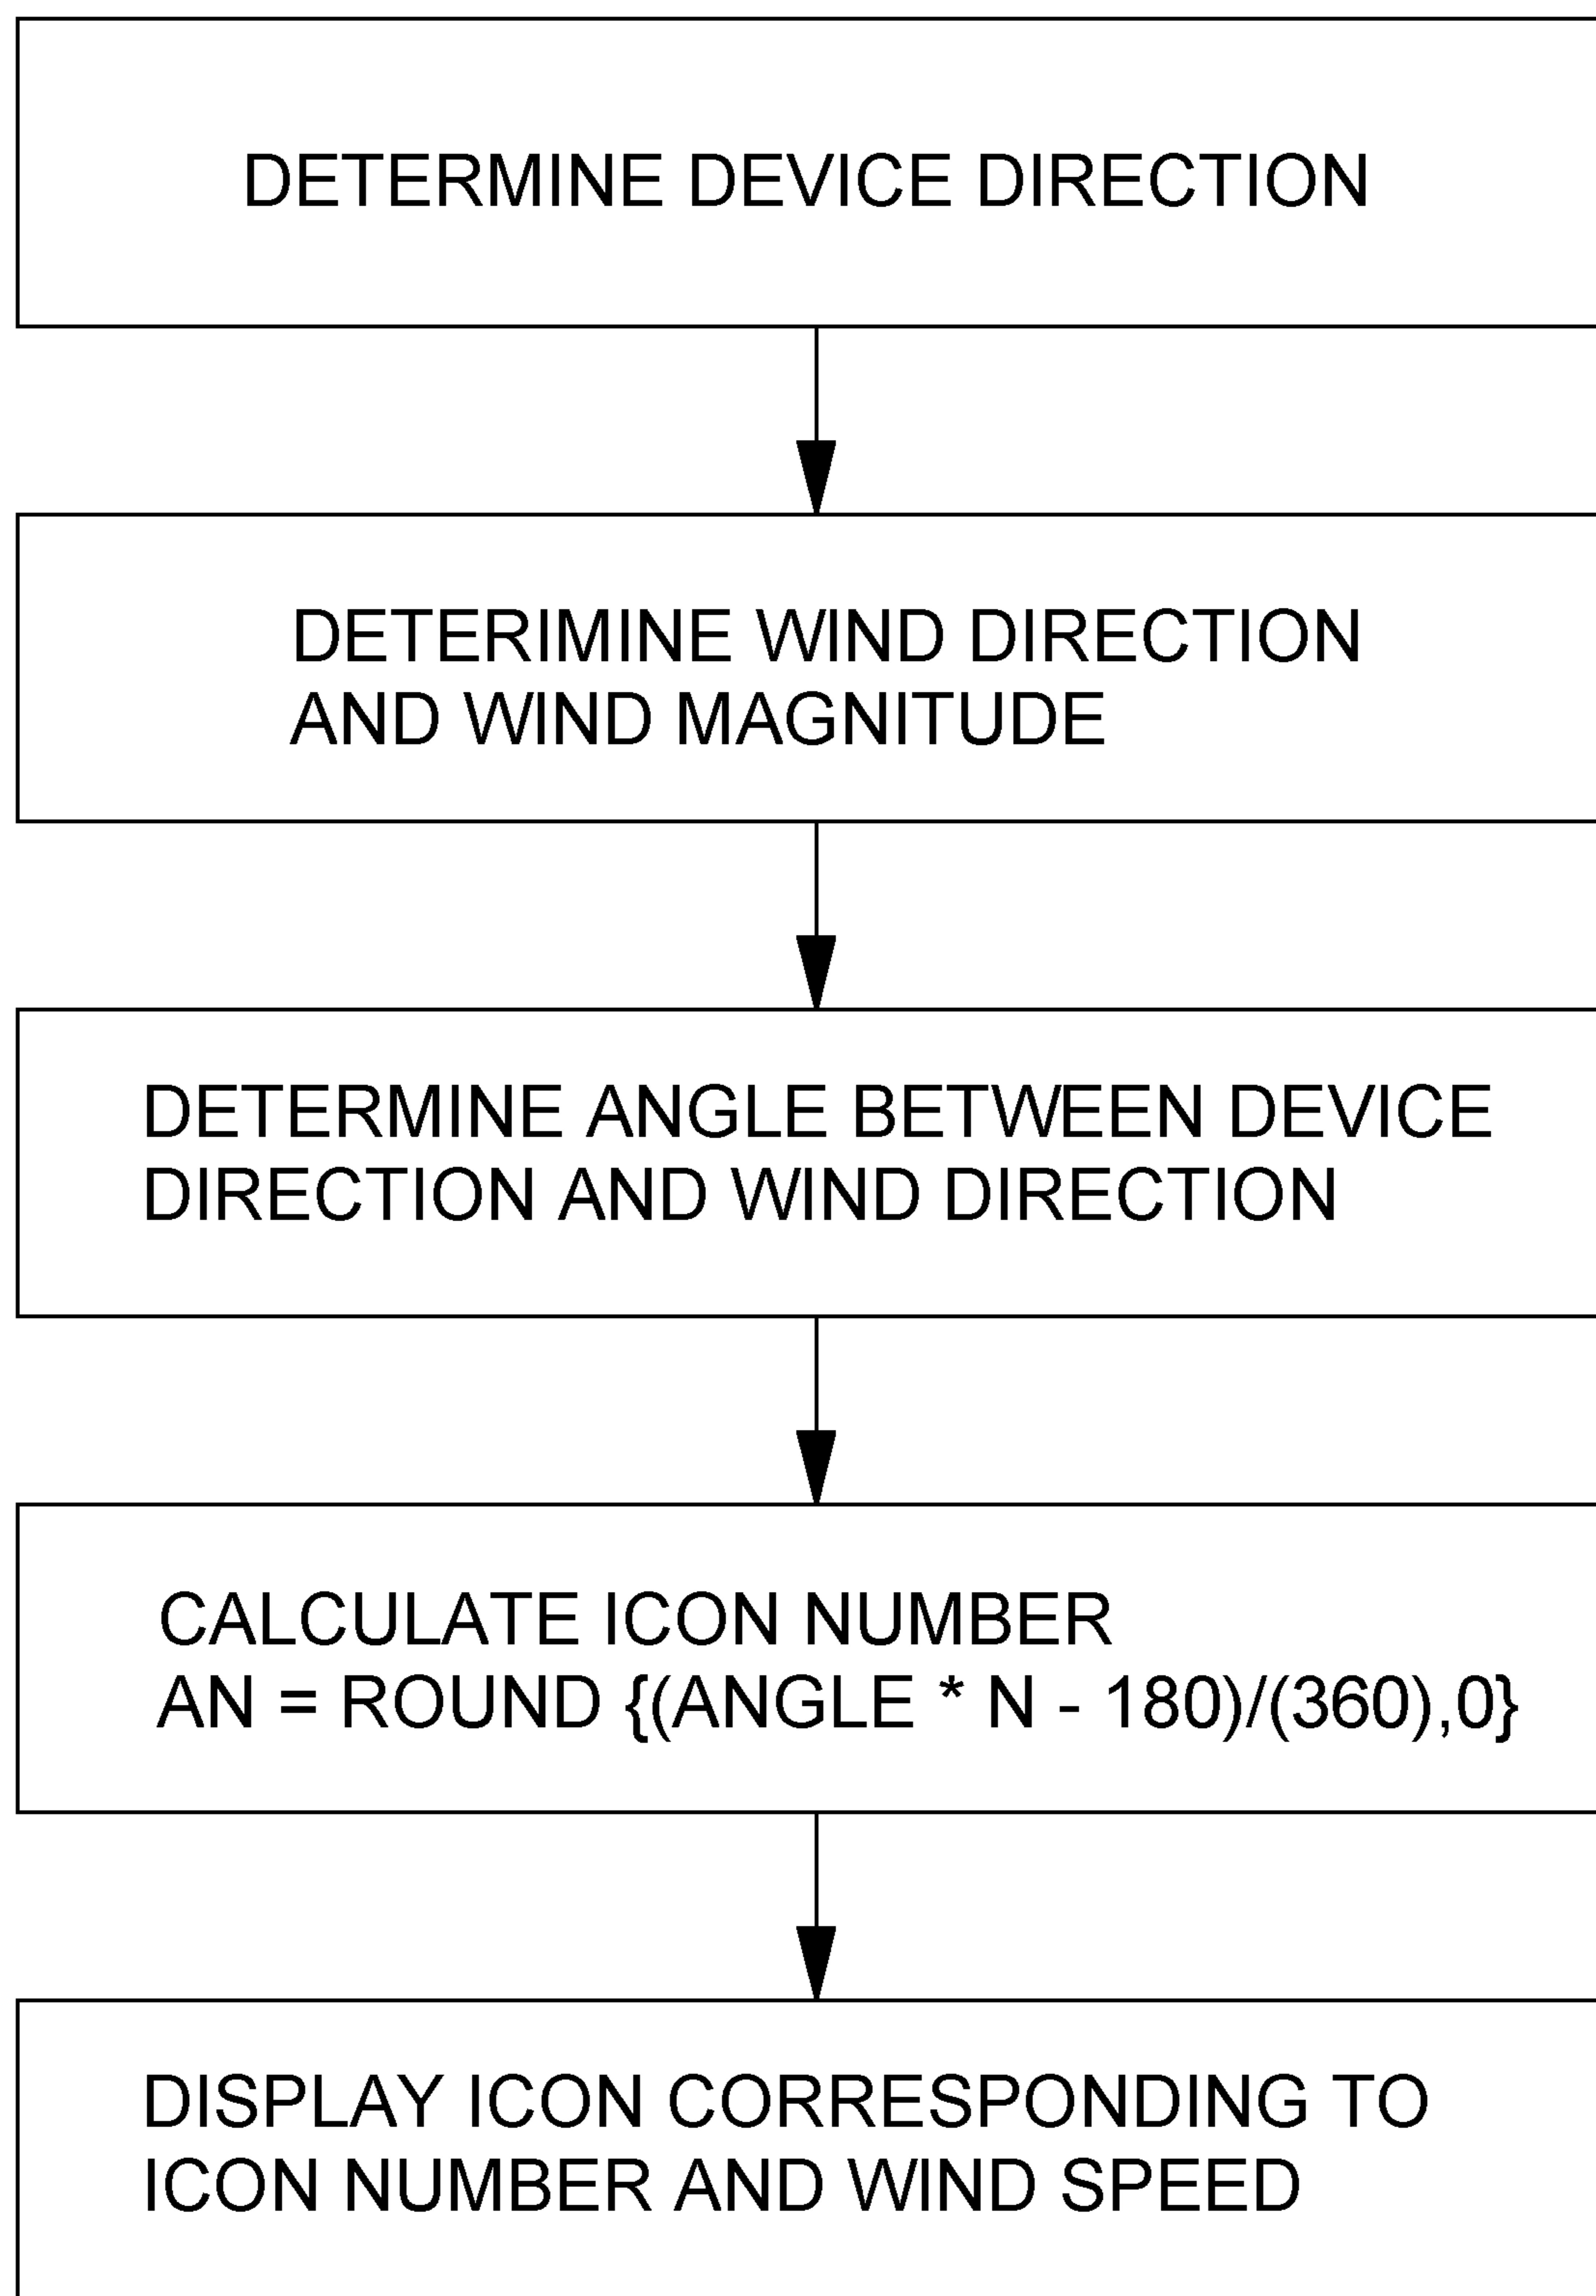 DETERMINE DEVICE DIRECTION
DETERIMINE WIND DIRECTION
AND WIND MAGNITUDE
DETERMINE ANGLE BETWEEN DEVICE
DIRECTION AND WIND DIRECTION
CALCULATE ICON NUMBER
AN = ROUND {(ANGLE * N - 180)/(360),0}
DISPLAY ICON CORRESPONDING TO
ICON NUMBER AND WIND SPEED